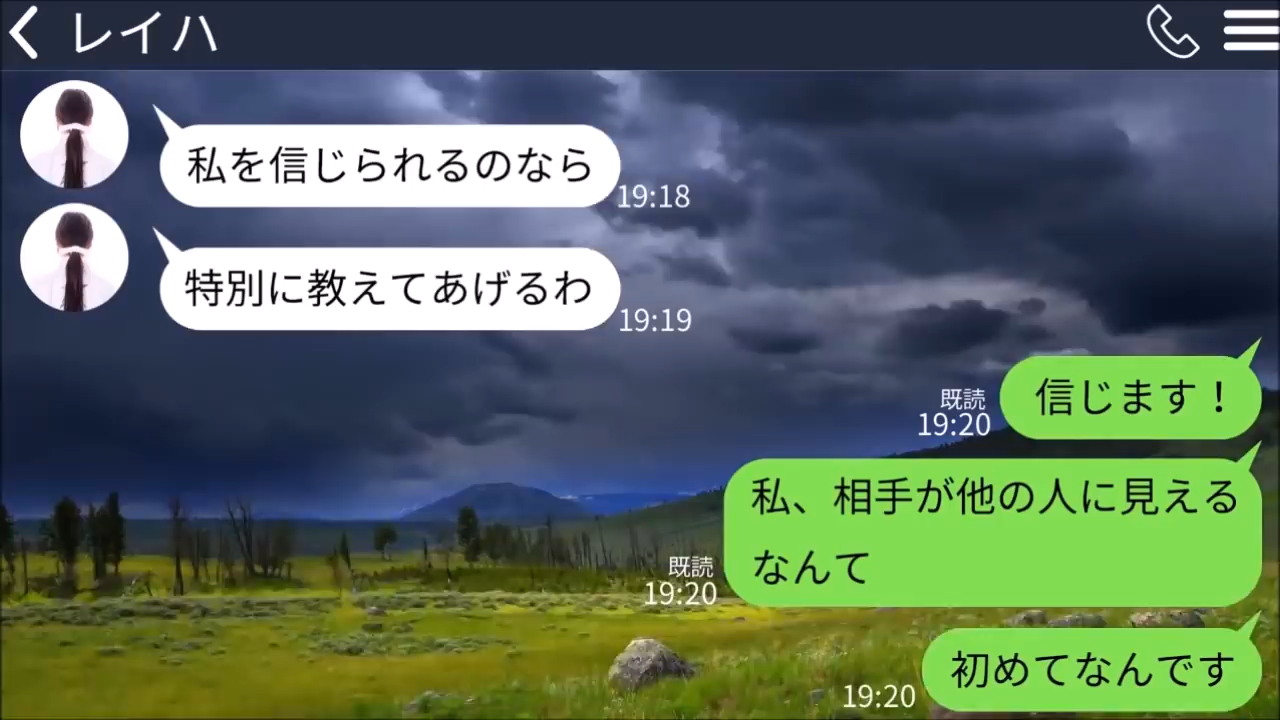 レイハ
私を信じられるのなら
19:18
特別に教えてあげるわ
19:19
信じます！
既読
19:20
私、相手が他の人に見える
なんて
既読
19:20
初めてなんです
19:20